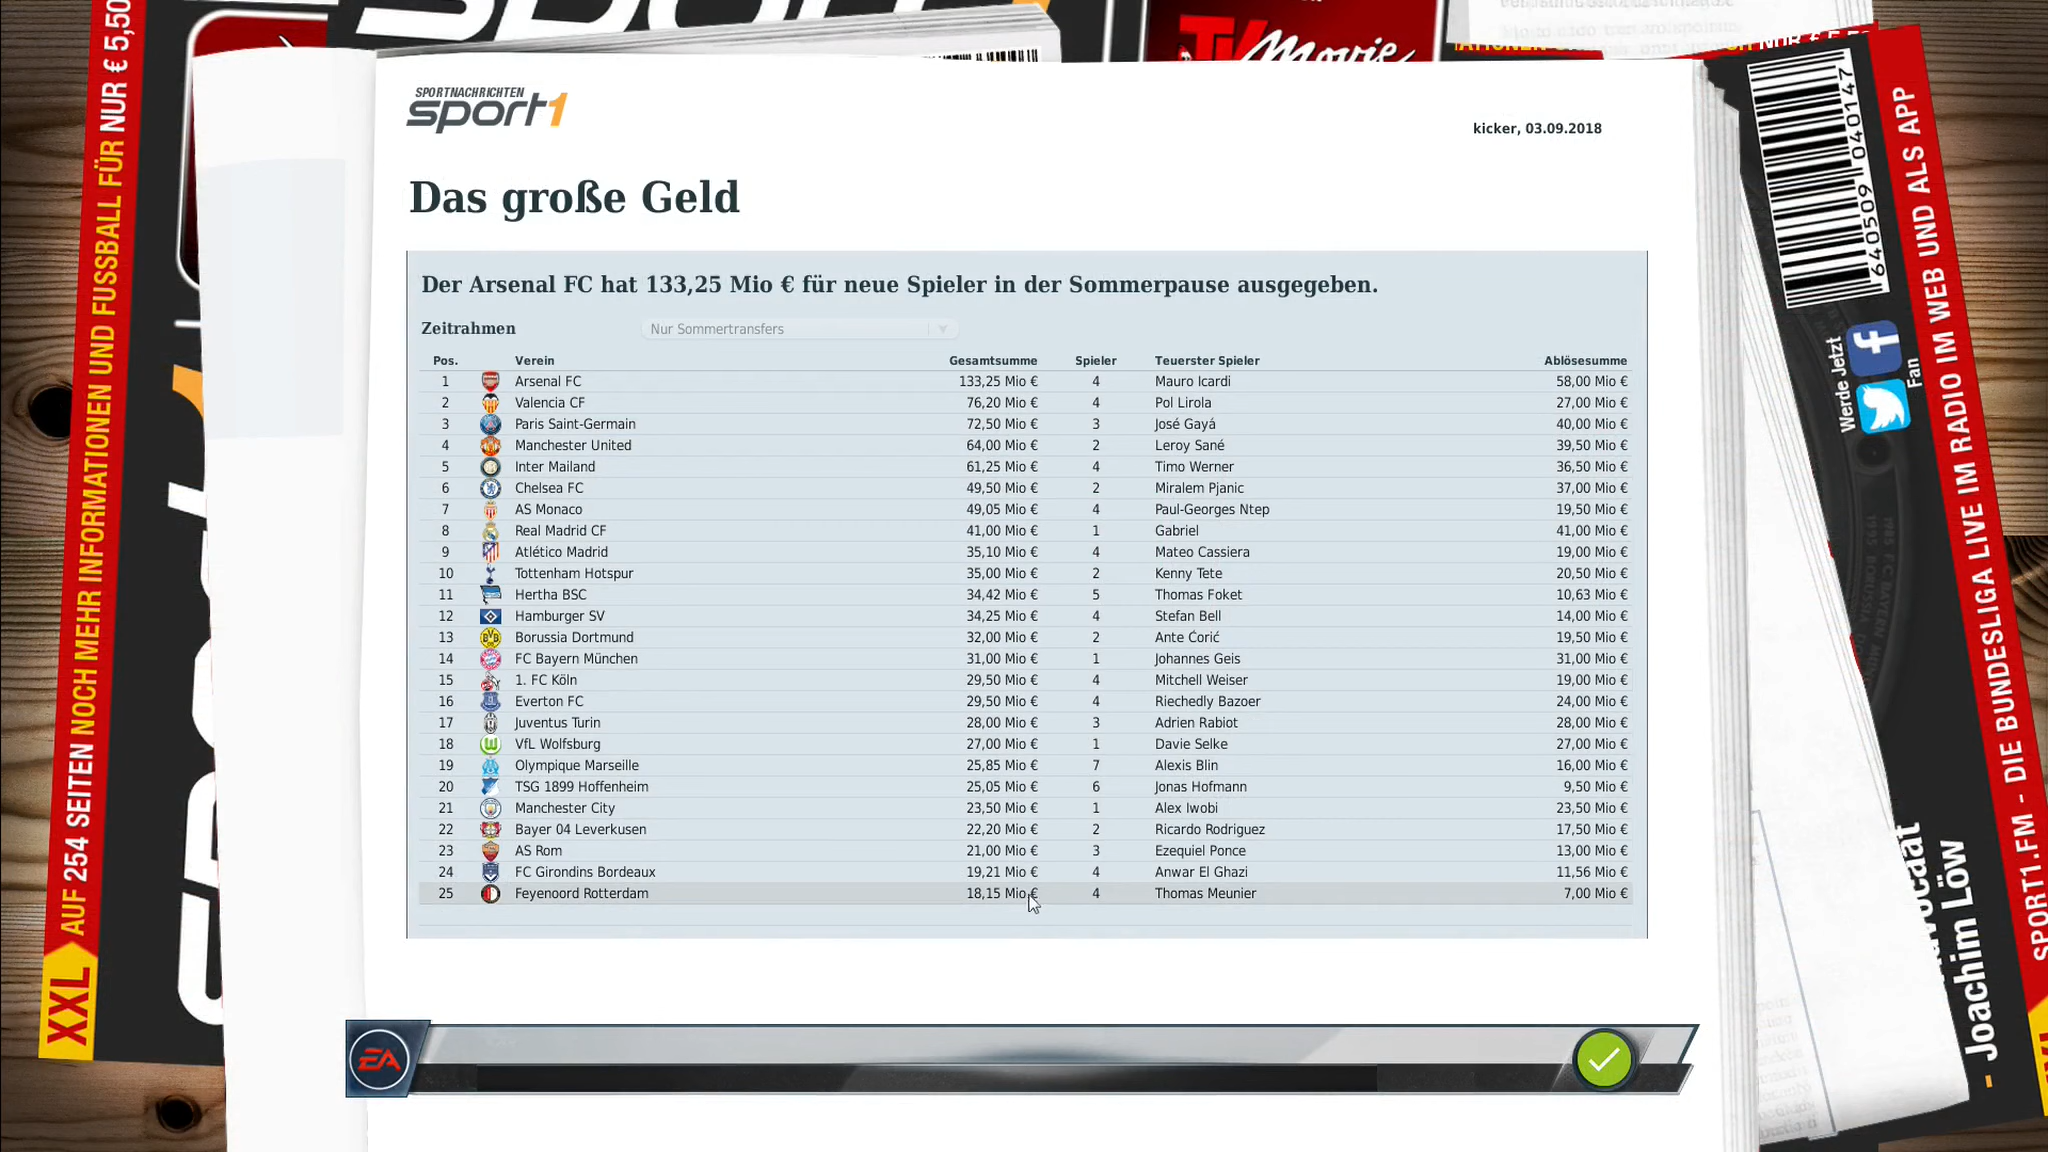 SPORTNACHRICHTEN
sport1
kicker, 03.09.2018
Das große Geld
Der Arsenal FC hat 133,25 Mio € für neue Spieler in der Sommerpause ausgegeben.
Zeitrahmen Nur Sommertransfers
Pos. Verein Gesamtsumme Spieler Teuerster Spieler Ablösesumme
1 Arsenal FC 133,25 Mio € 4 Mauro Icardi 58,00 Mio €
2 Valencia CF 76,20 Mio € 4 Pol Lirola 27,00 Mio €
3 Paris Saint-Germain 72,50 Mio € 3 José Gayá 40,00 Mio €
4 Manchester United 64,00 Mio € 2 Leroy Sané 39,50 Mio €
5 Inter Mailand 61,25 Mio € 4 Timo Werner 36,50 Mio €
6 Chelsea FC 49,50 Mio € 2 Miralem Pjanic 37,00 Mio €
7 AS Monaco 49,05 Mio € 4 Paul-Georges Ntep 19,50 Mio €
8 Real Madrid CF 41,00 Mio € 1 Gabriel 41,00 Mio €
9 Atlético Madrid 35,10 Mio € 4 Mateo Cassiera 19,00 Mio €
10 Tottenham Hotspur 35,00 Mio € 2 Kenny Tete 20,50 Mio €
11 Hertha BSC 34,42 Mio € 5 Thomas Foket 10,63 Mio €
12 Hamburger SV 34,25 Mio € 4 Stefan Bell 14,00 Mio €
13 Borussia Dortmund 32,00 Mio € 2 Ante Ćorić 19,50 Mio €
14 FC Bayern München 31,00 Mio € 1 Johannes Geis 31,00 Mio €
15 1. FC Köln 29,50 Mio € 4 Mitchell Weiser 19,00 Mio €
16 Everton FC 29,50 Mio € 4 Riechedly Bazoer 24,00 Mio €
17 Juventus Turin 28,00 Mio € 3 Adrien Rabiot 28,00 Mio €
18 VfL Wolfsburg 27,00 Mio € 1 Davie Selke 27,00 Mio €
19 Olympique Marseille 25,85 Mio € 7 Alexis Blin 16,00 Mio €
20 TSG 1899 Hoffenheim 25,05 Mio € 6 Jonas Hofmann 9,50 Mio €
21 Manchester City 23,50 Mio € 1 Alex Iwobi 23,50 Mio €
22 Bayer 04 Leverkusen 22,20 Mio € 2 Ricardo Rodriguez 17,50 Mio €
23 AS Rom 21,00 Mio € 3 Ezequiel Ponce 13,00 Mio €
24 FC Girondins Bordeaux 19,21 Mio € 4 Anwar El Ghazi 11,56 Mio €
25 Feyenoord Rotterdam 18,15 Mio € 4 Thomas Meunier 7,00 Mio €
EA
XXL AUF 254 SEITEN NOCH MEHR INFORMATIONEN UND FUSSBALL FÜR NUR € 5,50
TV Movie
4 640509 040147
Werde Jetzt
Fan
SPORT1.FM - DIE BUNDESLIGA LIVE IM RADIO IM WEB UND ALS APP
- Joachim Löw